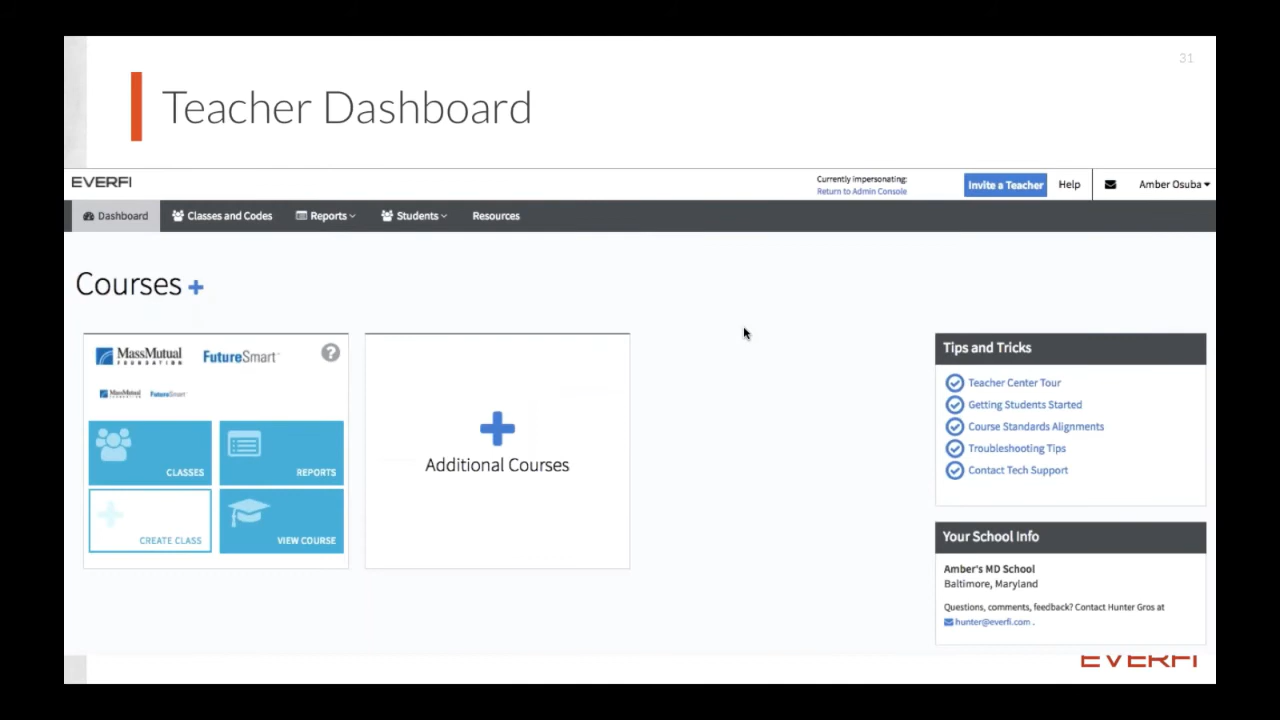 31
Teacher Dashboard
EVERFI
Currently impersonating:
Return to Admin Console
Invite a Teacher
Help
Amber Osuba
Dashboard
Classes and Codes
Reports
Students
Resources
Courses +
MassMutual
FOUNDATION
FutureSmart
?
MassMutual
FutureSmart
CLASSES
REPORTS
CREATE CLASS
VIEW COURSE
Additional Courses
Tips and Tricks
Teacher Center Tour
Getting Students Started
Course Standards Alignments
Troubleshooting Tips
Contact Tech Support
Your School Info
Amber's MD School
Baltimore, Maryland
Questions, comments, feedback? Contact Hunter Gros at
hunter@everfi.com .
EVERFI